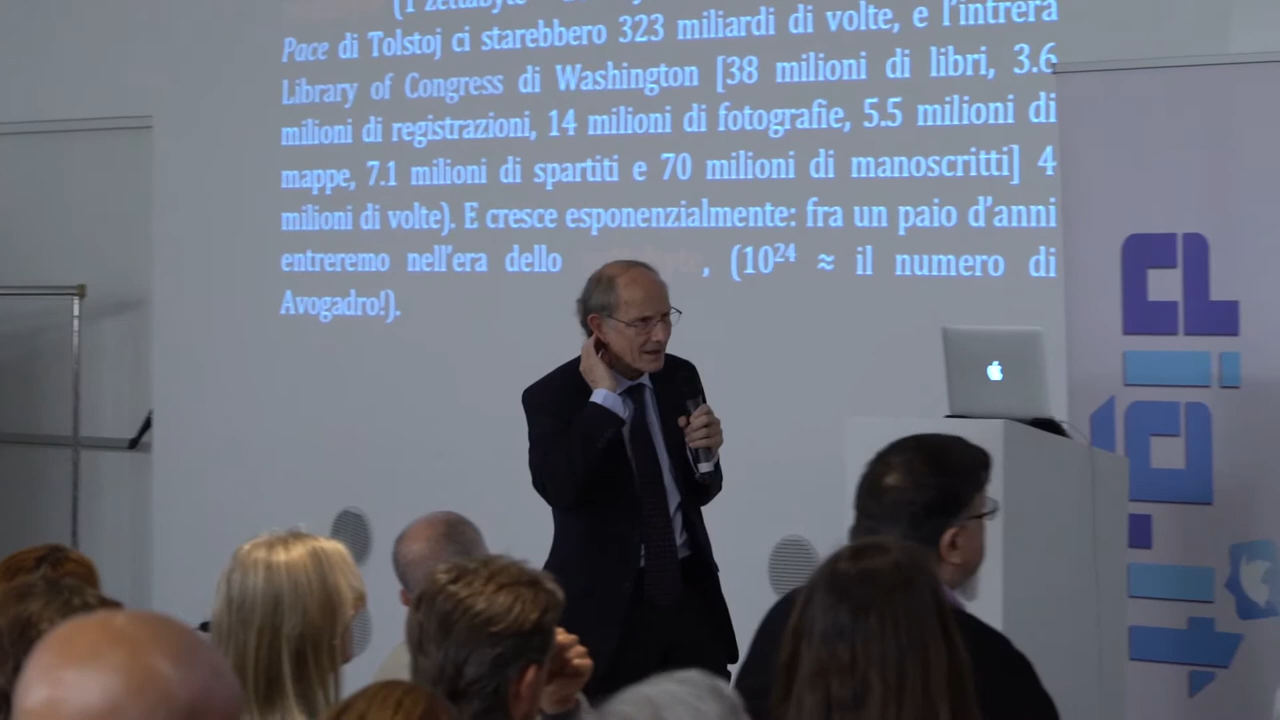 (1 zettabyte
Pace di Tolstoj ci starebbero 323 miliardi di volte, e l'intrera
Library of Congress di Washington [38 milioni di libri, 3.6
milioni di registrazioni, 14 milioni di fotografie, 5.5 milioni di
mappe, 7.1 milioni di spartiti e 70 milioni di manoscritti] 4
milioni di volte). E cresce esponenzialmente: fra un paio d'anni
entreremo nell'era dello , (10²⁴ ≈ il numero di
Avogadro!).